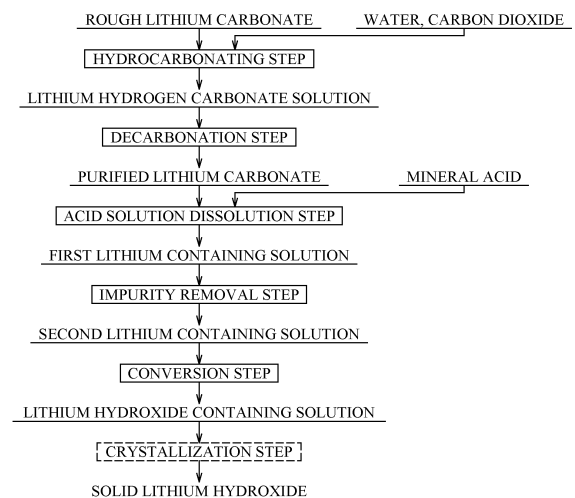 ROUGH LITHIUM CARBONATE
WATER, CARBON DIOXIDE
HYDROCARBONATING STEP
LITHIUM HYDROGEN CARBONATE SOLUTION
DECARBONATION STEP
PURIFIED LITHIUM CARBONATE
MINERAL ACID
ACID SOLUTION DISSOLUTION STEP
FIRST LITHIUM CONTAINING SOLUTION
IMPURITY REMOVAL STEP
SECOND LITHIUM CONTAINING SOLUTION
CONVERSION STEP
LITHIUM HYDROXIDE CONTAINING SOLUTION
CRYSTALLIZATION STEP
SOLID LITHIUM HYDROXIDE